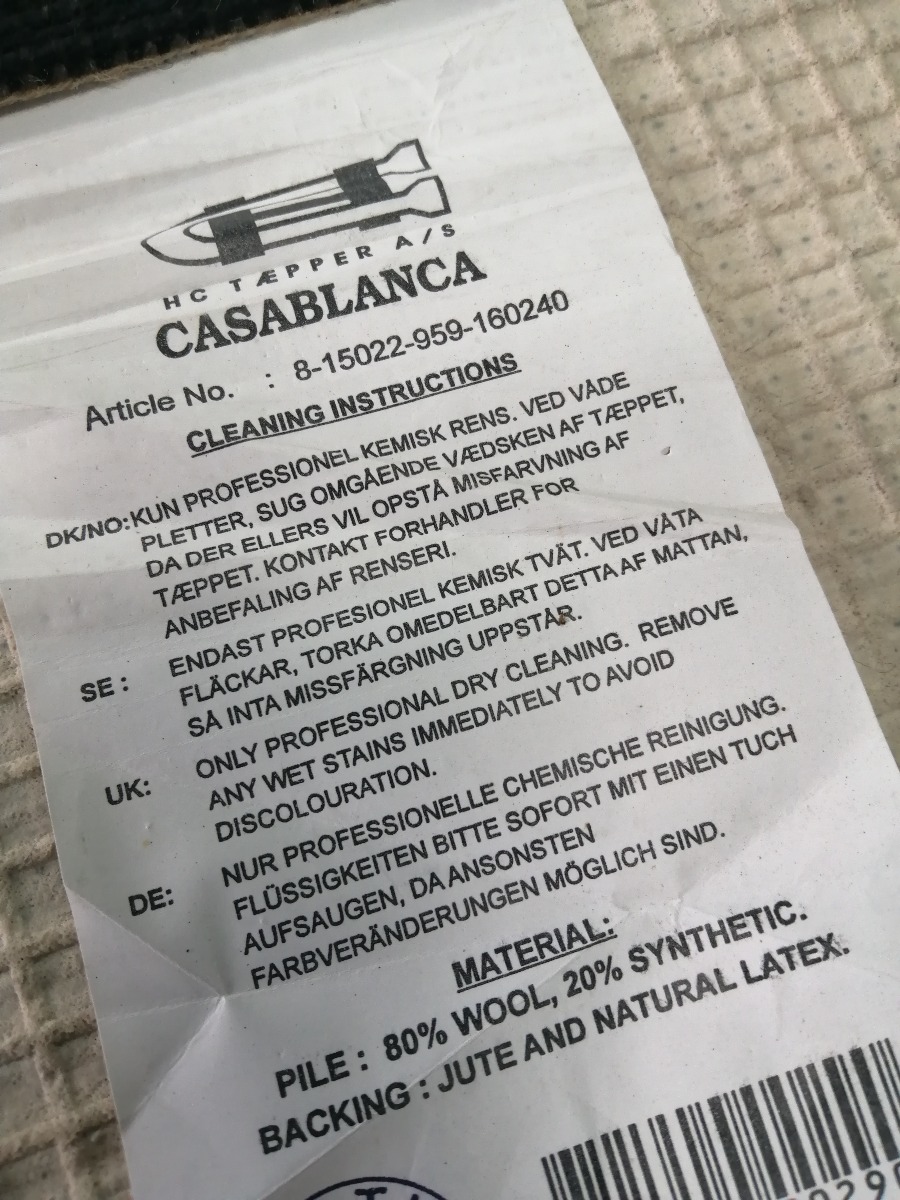 HC TÆPPER A/S
CASABLANCA
Article No. : 8-15022-959-160240
CLEANING INSTRUCTIONS
DK/NO: KUN PROFESSIONEL KEMISK RENS. VED VÅDE
PLETTER, SUG OMGÅENDE VÆDSKEN AF TÆPPET,
DA DER ELLERS VIL OPSTÅ MISFARVNING AF
TÆPPET. KONTAKT FORHANDLER FOR
ANBEFALING AF RENSERI.
SE: ENDAST PROFESIONEL KEMISK TVÄT. VED VÅTA
FLÄCKAR, TORKA OMEDELBART DETTA AF MATTAN,
SÅ INTA MISSFÄRGNING UPPSTÅR.
UK: ONLY PROFESSIONAL DRY CLEANING. REMOVE
ANY WET STAINS IMMEDIATELY TO AVOID
DISCOLOURATION.
DE: NUR PROFESSIONELLE CHEMISCHE REINIGUNG.
FLÜSSIGKEITEN BITTE SOFORT MIT EINEN TUCH
AUFSAUGEN, DA ANSONSTEN
FARBVERÄNDERUNGEN MÖGLICH SIND.
MATERIAL:
PILE : 80% WOOL, 20% SYNTHETIC.
BACKING : JUTE AND NATURAL LATEX.